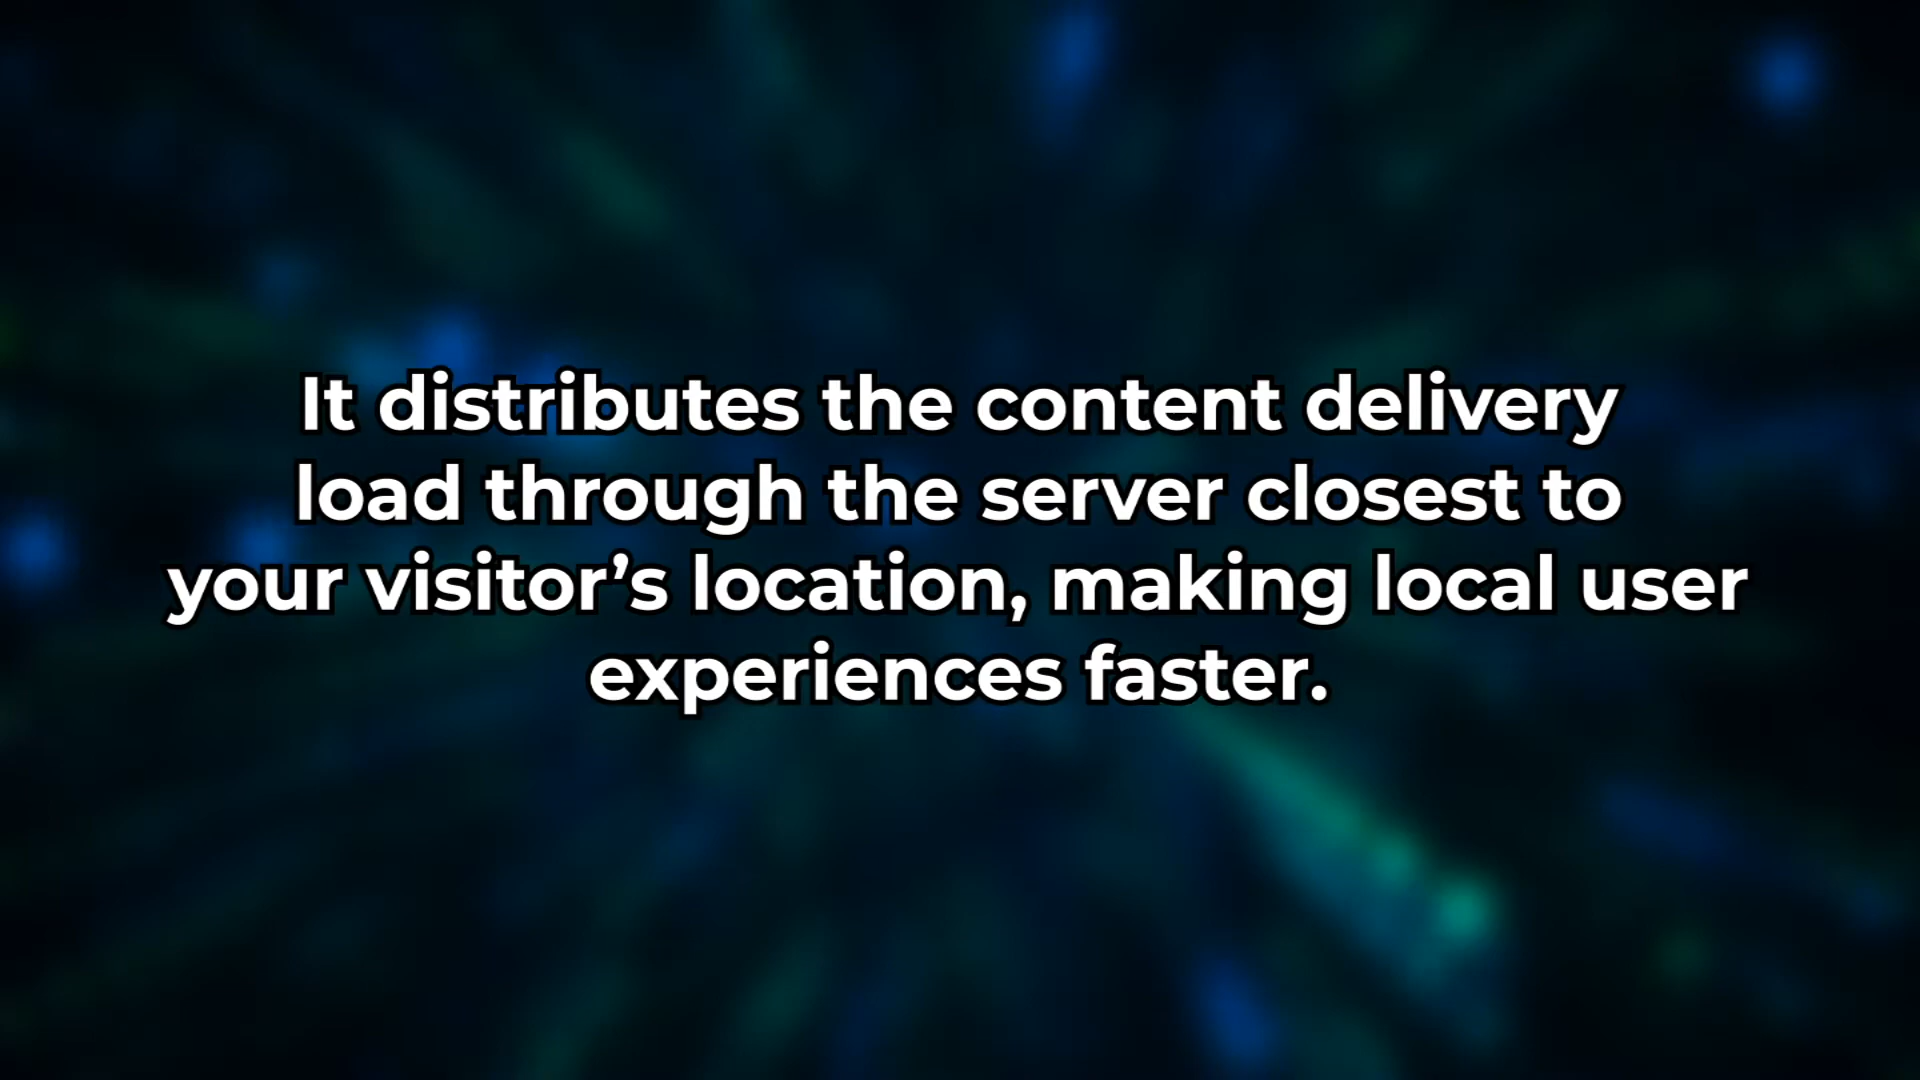 It distributes the content delivery
load through the server closest to
your visitor’s location, making local user
experiences faster.